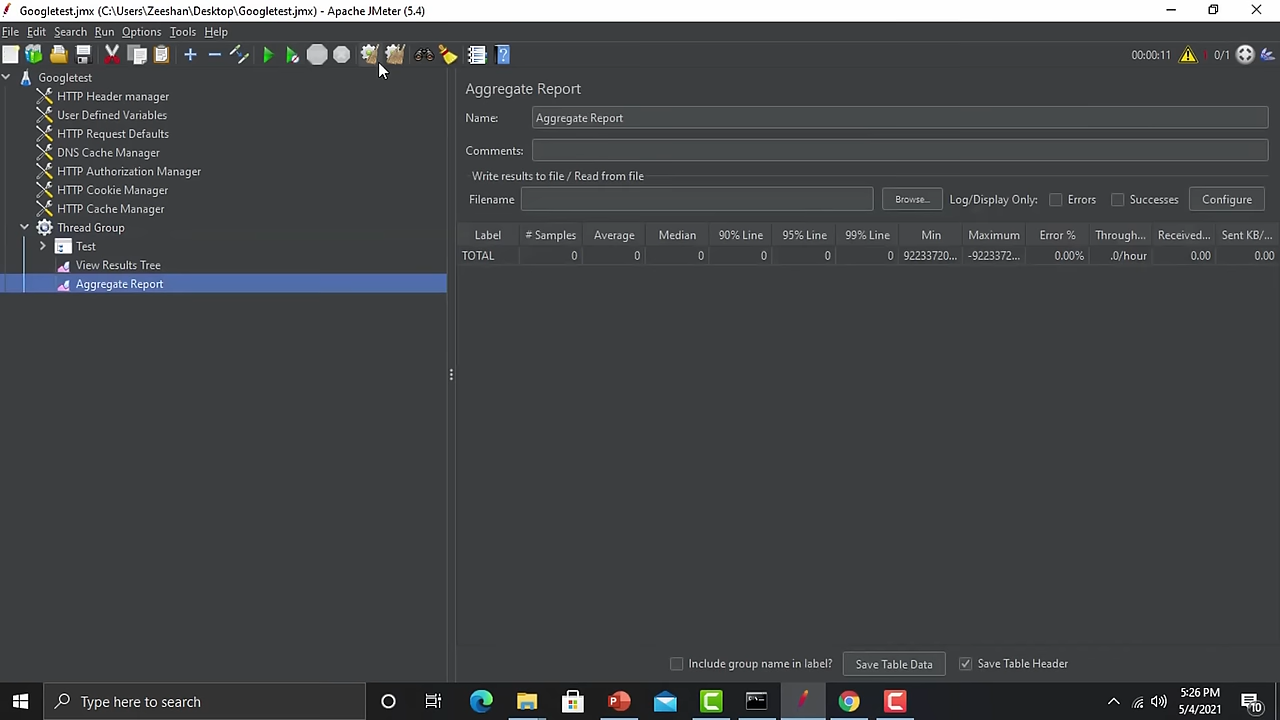 Googletest.jmx (C:\Users\Zeeshan\Desktop\Googletest.jmx) - Apache JMeter (5.4)
File Edit Search Run Options Tools Help
00:00:11 0/1
Googletest
HTTP Header manager
User Defined Variables
HTTP Request Defaults
DNS Cache Manager
HTTP Authorization Manager
HTTP Cookie Manager
HTTP Cache Manager
Thread Group
Test
View Results Tree
Aggregate Report
Aggregate Report
Name: Aggregate Report
Comments:
Write results to file / Read from file
Filename Browse... Log/Display Only: Errors Successes Configure
Label # Samples Average Median 90% Line 95% Line 99% Line Min Maximum Error % Through... Received... Sent KB/...
TOTAL 0 0 0 0 0 0 92233720... -9223372... 0.00% .0/hour 0.00 0.00
Include group name in label? Save Table Data Save Table Header
Type here to search
5:26 PM
5/4/2021
10